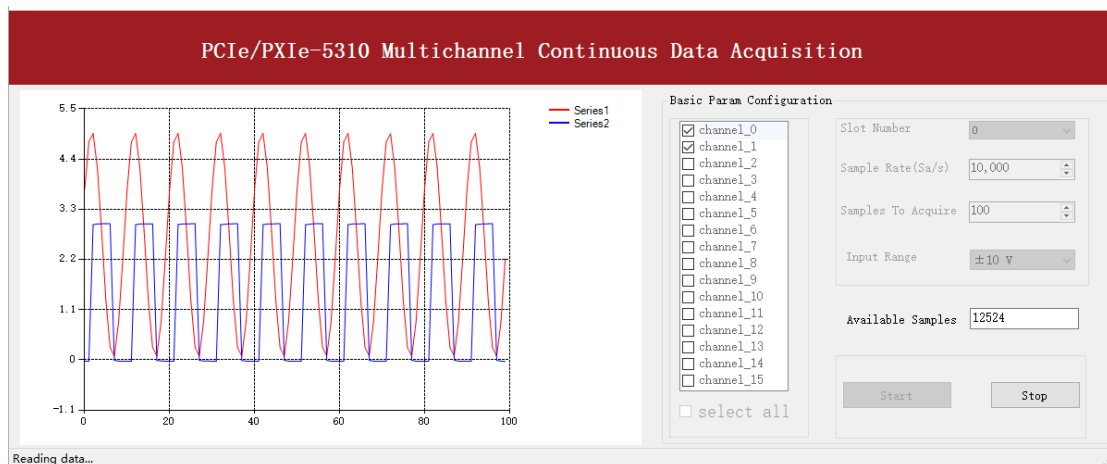 PCIe/PXIe-5310 Multichannel Continuous Data Acquisition
5.5
4.4
3.3
2.2
1.1
0
-1.1
0
20
40
60
80
100
Series1
Series2
Basic Param Configuration
channel_0
channel_1
channel_2
channel_3
channel_4
channel_5
channel_6
channel_7
channel_8
channel_9
channel_10
channel_11
channel_12
channel_13
channel_14
channel_15
select all
Slot Number 0
Sample Rate(Sa/s) 10,000
Samples To Acquire 100
Input Range ±10 V
Available Samples 12524
Start Stop
Reading data...